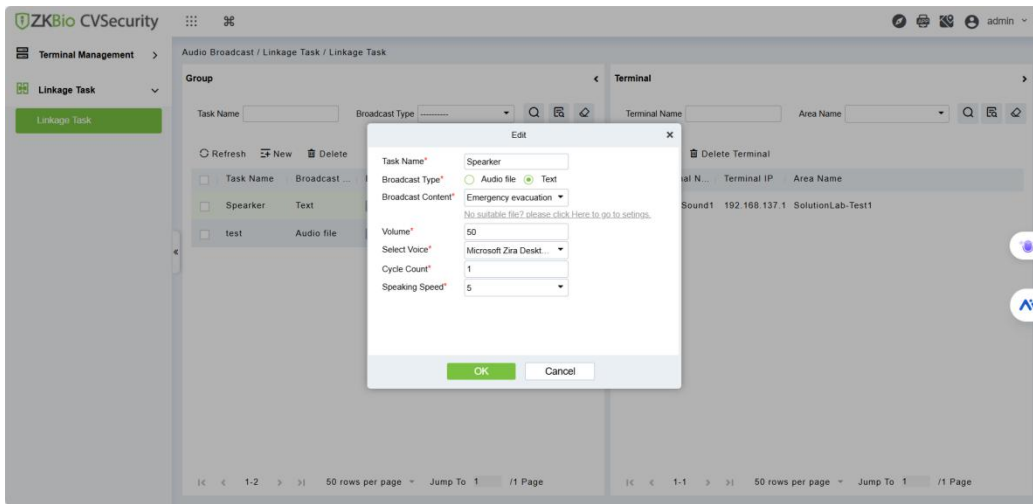 ZKBio CVSecurity
admin
Terminal Management
Linkage Task
Linkage Task
Audio Broadcast / Linkage Task / Linkage Task
Group
Task Name
Broadcast Type
----------
Refresh
New
Delete
Task Name Broadcast ...
Spearker Text
test Audio file
1-2 50 rows per page Jump To 1 /1 Page
Terminal
Terminal Name
Area Name
Delete Terminal
al N... Terminal IP Area Name
Sound1 192.168.137.1 SolutionLab-Test1
1-1 50 rows per page Jump To 1 /1 Page
Edit
Task Name* Spearker
Broadcast Type* Audio file Text
Broadcast Content* Emergency evacuation
No suitable file? please click Here to go to setings.
Volume* 50
Select Voice* Microsoft Zira Deskt...
Cycle Count* 1
Speaking Speed* 5
OK Cancel